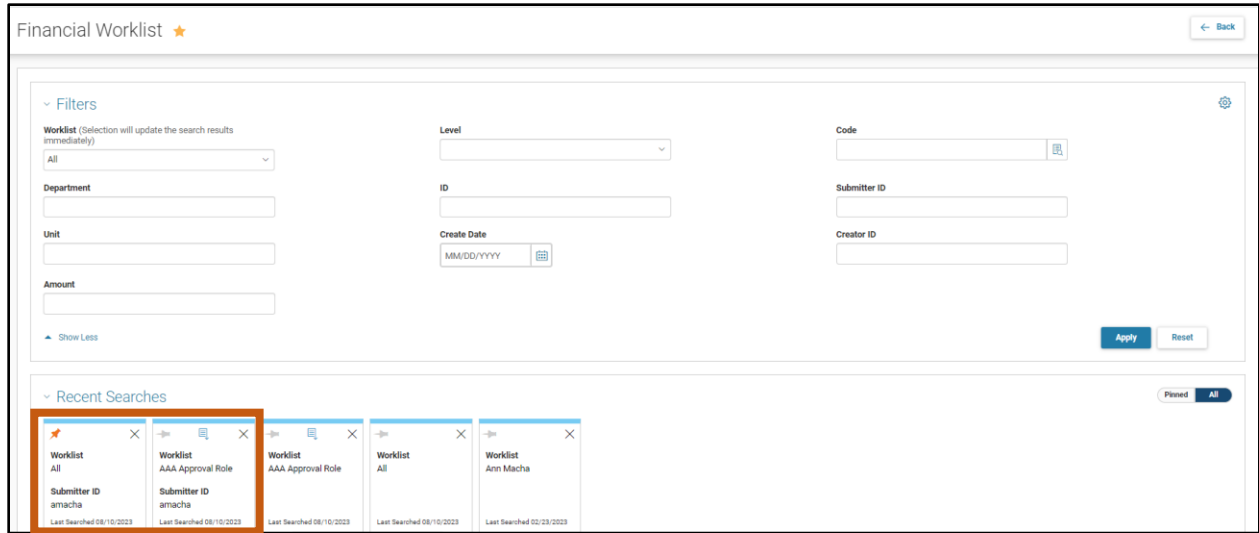 Financial Worklist
Back
Filters
Worklist (Selection will update the search results
immediately)
Level
Code
All
Department
ID
Submitter ID
Unit
Create Date
Creator ID
MM/DD/YYYY
Amount
Show Less
Apply
Reset
Recent Searches
Pinned
All
Worklist
All
Submitter ID
amacha
Last Searched 08/10/2023
Worklist
AAA Approval Role
Submitter ID
amacha
Last Searched 08/10/2023
Worklist
AAA Approval Role
Last Searched 08/10/2023
Worklist
All
Last Searched 08/10/2023
Worklist
Ann Macha
Last Searched 02/23/2023